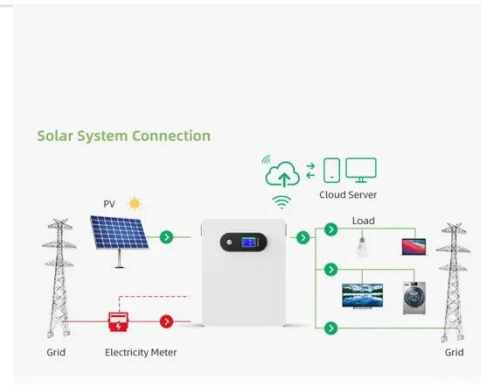 Solar System Connection
Cloud Server
PV
Load
Grid
Electricity Meter
Grid